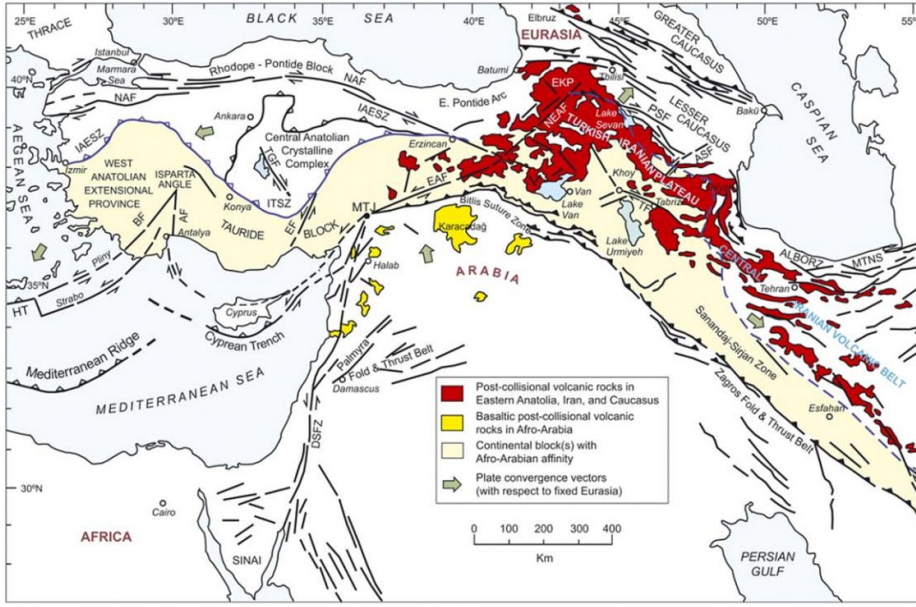 25°E
30°E
BLACK SEA
35°E
40°E
45°E
50°E
55°
THRACE
Elbruz
EURASIA
GREATER
CAUCASUS
Istanbul
Marmara
Sea
Rhodope - Pontide Block
NAF
Batumi
Tbilisi
40°N
NAF
E. Pontide Arc
EKP
LESSER
CAUCASUS
Bakü
CASPIAN
SEA
IAESZ
Ankara
IAESZ
NEAF
Lake
Sevan
PSF
AEGEAN SEA
Central Anatolian
Crystalline
Complex
Erzincan
TURKISH
IRANIAN PLATEAU
Izmir
WEST
ANATOLIAN
EXTENSIONAL
PROVINCE
ISPARTA
ANGLE
TGF
ITSZ
EAF
Khoy
Van
Lake
Van
Tabriz
Konya
BF
AF
TAURIDE
EF
BLOCK
MTJ
Bitlis Suture Zone
Antalya
Karacadağ
Lake
Urmiyeh
Pliny
Halab
ARABIA
CENTRAL
ALBORZ
MTNS
35°N
HT
Strabo
Cyprus
Tehran
Cyprean Trench
IRANIAN VOLCANIC BELT
Mediterranean Ridge
Palmyra
Fold & Thrust Belt
Sanandaj-Sirjan Zone
MEDITERRANEAN SEA
Damascus
Zagros Fold & Thrust Belt
Esfahan
DSFZ
Post-collisional volcanic rocks in
Eastern Anatolia, Iran, and Caucasus
Basaltic post-collisional volcanic
rocks in Afro-Arabia
Continental block(s) with
Afro-Arabian affinity
Plate convergence vectors
(with respect to fixed Eurasia)
30°N
Cairo
0 100 200 300 400
Km
AFRICA
SINAI
PERSIAN
GULF